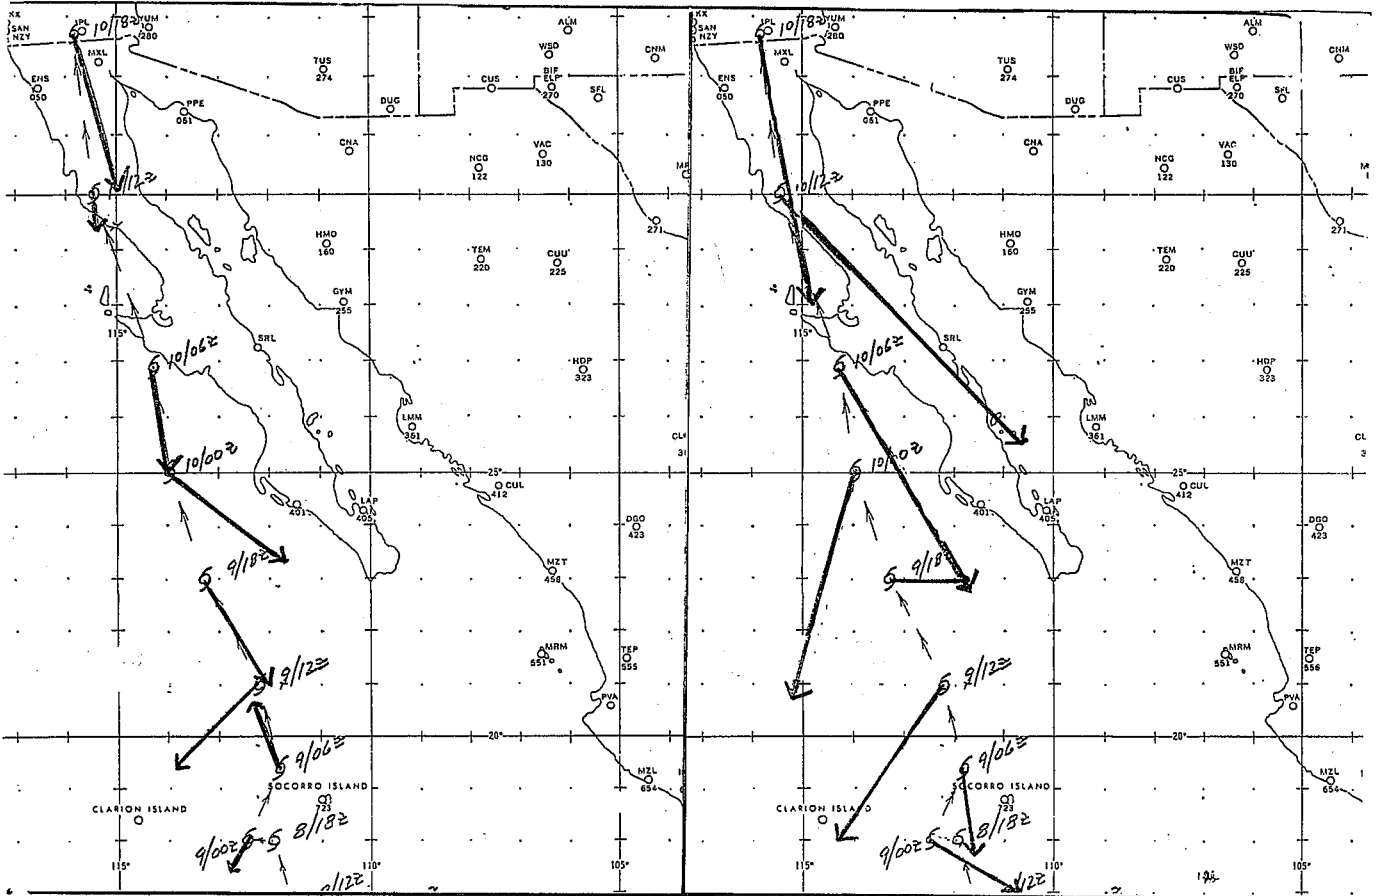 KX
SAN
NZY
IPL
10/18Z
YUM
280
ALM
WSD
CNM
MXL
TUS
274
BIF
ELP
270
ENS
050
CUS
SFL
DUG
PPE
051
CNA
VAC
130
NCG
122
10/12Z
HMO
160
TEM
220
CUU
225
271
GYM
255
115°
10/06Z
SRL
HDP
323
LMM
361
10/00Z
25°
CUL
412
LAP
405
401
DGO
423
9/18Z
MZT
458
MRM
551
TEP
555
9/12Z
PVA
20°
9/06Z
SOCORRO ISLAND
723
MZL
654
CLARION ISLAND
9/00Z
8/18Z
115°
110°
105°
KX
SAN
NZY
IPL
10/18Z
YUM
280
ALM
WSD
CNM
MXL
TUS
274
BIF
ELP
270
ENS
050
CUS
SFL
DUG
PPE
051
CNA
VAC
130
NCG
122
10/12Z
HMO
160
TEM
220
CUU
225
271
GYM
255
115°
10/06Z
SRL
HDP
323
LMM
361
10/00Z
25°
CUL
412
LAP
405
401
DGO
423
9/18Z
MZT
458
MRM
551
TEP
556
9/12Z
PVA
20°
9/06Z
SOCORRO ISLAND
723
MZL
654
CLARION ISLAND
9/00Z
8/18Z
115°
110°
105°